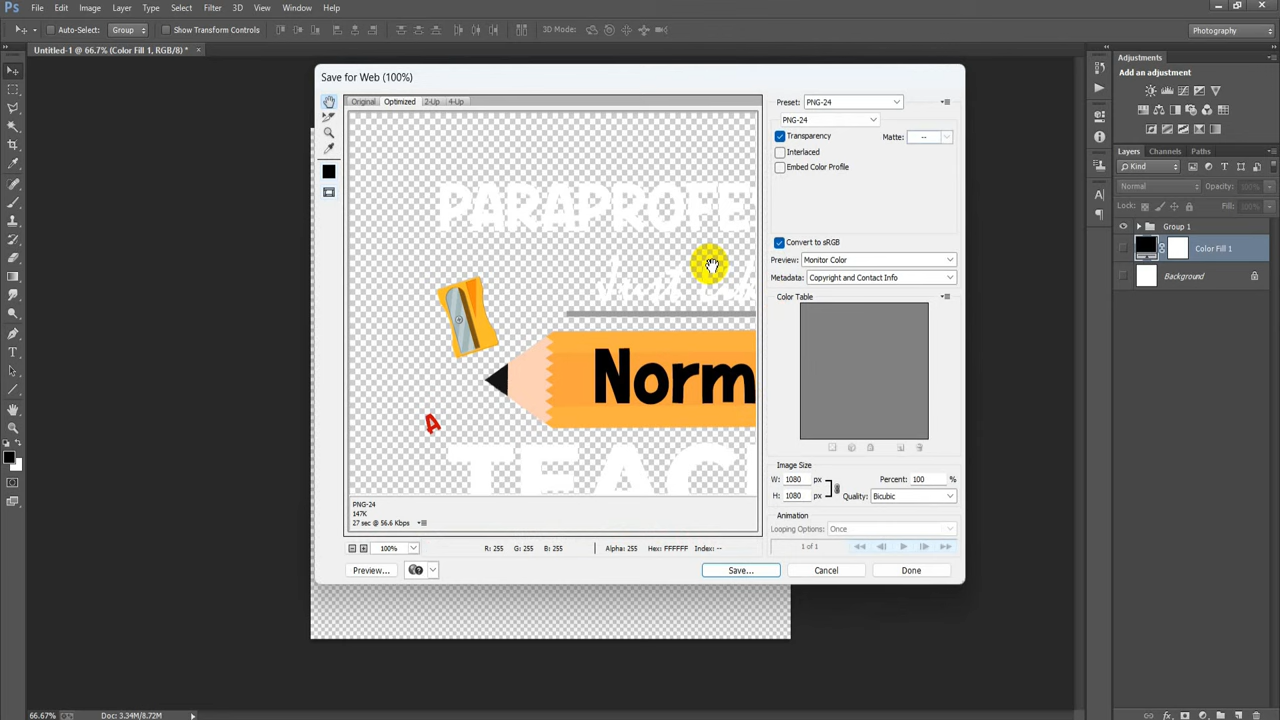 Ps File Edit Image Layer Type Select Filter 3D View Window Help
Auto-Select: Group Show Transform Controls 3D Mode: Photography
Untitled-1 @ 66.7% (Color Fill 1, RGB/8) * ×
Save for Web (100%)
Original Optimized 2-Up 4-Up
PARAPROFE
Norm
A
TEAC
PNG-24
147K
27 sec @ 56.6 Kbps
100% R: 255 G: 255 B: 255 Alpha: 255 Hex: FFFFFF Index: --
Preview... Save... Cancel Done
Preset: PNG-24
PNG-24
Transparency Matte: --
Interlaced
Embed Color Profile
Convert to sRGB
Preview: Monitor Color
Metadata: Copyright and Contact Info
Color Table
Image Size
W: 1080 px Percent: 100 %
H: 1080 px Quality: Bicubic
Animation
Looping Options: Once
1 of 1
Adjustments
Add an adjustment
Layers Channels Paths
Kind
Normal Opacity: 100%
Lock: Fill: 100%
Group 1
Color Fill 1
Background
66.67% Doc: 3.34M/8.72M